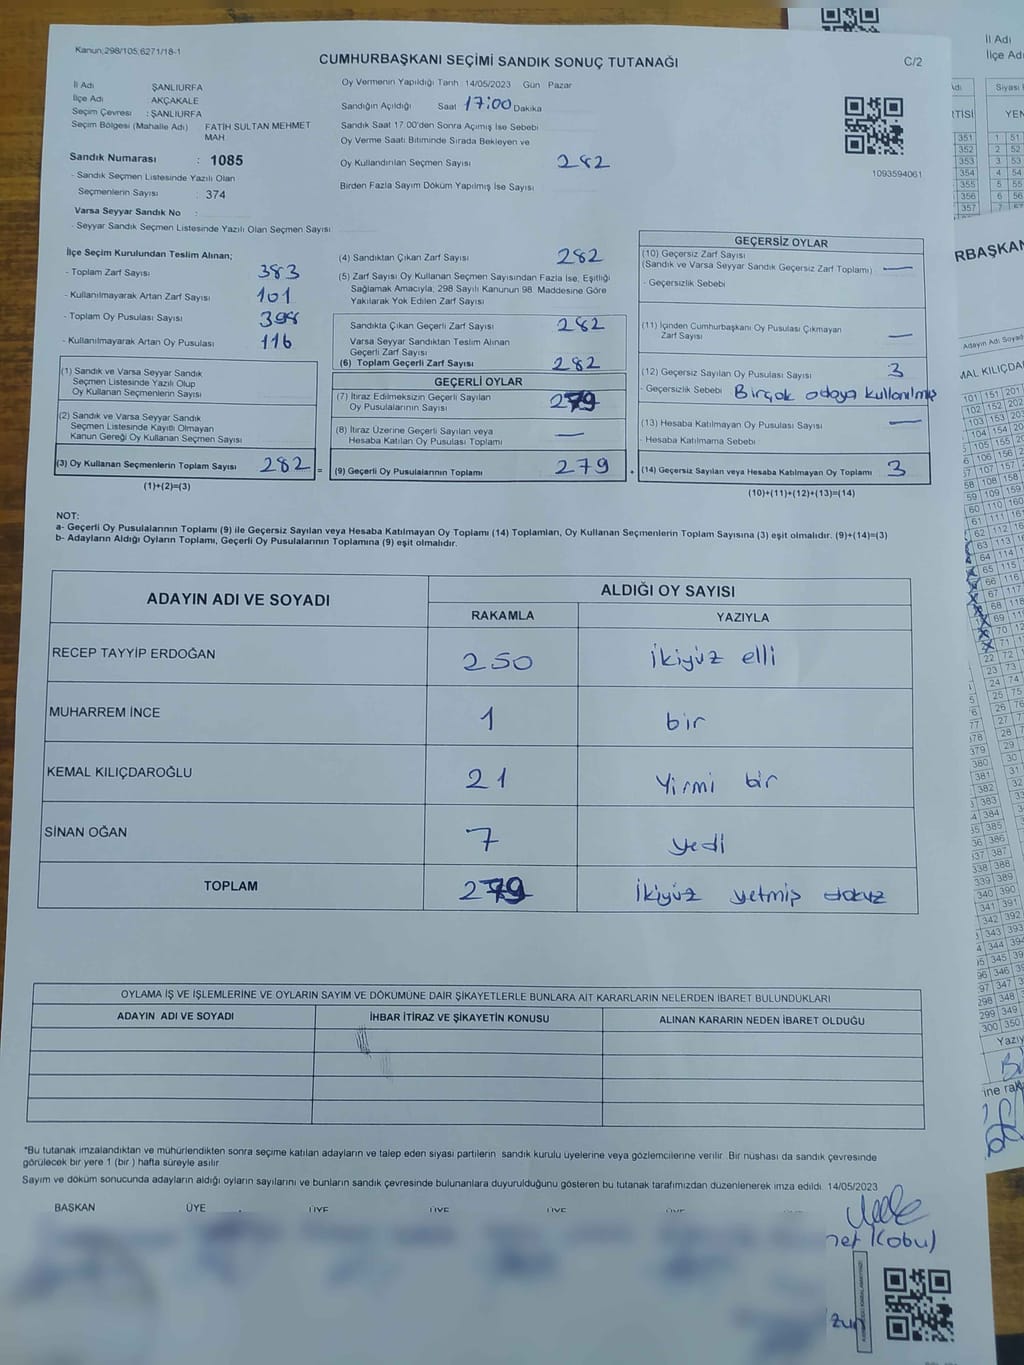 Kanun:298/105,6271/18-1
CUMHURBAŞKANI SEÇİMİ SANDIK SONUÇ TUTANAĞI
C/2
İl Adı ŞANLIURFA
İlçe Adı : AKÇAKALE
Seçim Çevresi : ŞANLIURFA
Seçim Bölgesi (Mahalle Adı) FATİH SULTAN MEHMET
MAH
Sandık Numarası : 1085
- Sandık Seçmen Listesinde Yazılı Olan
Seçmenlerin Sayısı : 374
Varsa Seyyar Sandık No :
- Seyyar Sandık Seçmen Listesinde Yazılı Olan Seçmen Sayısı
Oy Vermenin Yapıldığı Tarih 14/05/2023 Gün Pazar
Sandığın Açıldığı Saat 17:00 Dakika
Sandık Saat 17.00'den Sonra Açımış İse Sebebi
Oy Verme Saati Bitiminde Sırada Bekleyen ve
Oy Kullandırılan Seçmen Sayısı 282
Birden Fazla Sayım Döküm Yapılmış İse Sayısı
1093594061
İlçe Seçim Kurulundan Teslim Alınan;
- Toplam Zarf Sayısı 383
- Kullanılmayarak Artan Zarf Sayısı 101
- Toplam Oy Pusulası Sayısı 398
- Kullanılmayarak Artan Oy Pusulası 116
(1) Sandık ve Varsa Seyyar Sandık
Seçmen Listesinde Yazılı Olup
Oy Kullanan Seçmenlerin Sayısı
(2) Sandık ve Varsa Seyyar Sandık
Seçmen Listesinde Kayıtlı Olmayan
Kanun Gereği Oy Kullanan Seçmen Sayısı
(3) Oy Kullanan Seçmenlerin Toplam Sayısı 282 =
(1)+(2)=(3)
(4) Sandıktan Çıkan Zarf Sayısı 282
(5) Zarf Sayısı Oy Kullanan Seçmen Sayısından Fazla İse, Eşitliği
Sağlamak Amacıyla; 298 Sayılı Kanunun 98. Maddesine Göre
Yakılarak Yok Edilen Zarf Sayısı
Sandıkta Çıkan Geçerli Zarf Sayısı 282
Varsa Seyyar Sandıktan Teslim Alınan
Geçerli Zarf Sayısı
(6) Toplam Geçerli Zarf Sayısı 282
GEÇERLİ OYLAR
(7) İtiraz Edilmeksizin Geçerli Sayılan
Oy Pusulasının Sayısı 279
(8) İtiraz Üzerine Geçerli Sayılan veya
Hesaba Katılan Oy Pusulası Toplamı —
(9) Geçerli Oy Pusulalarının Toplamı 279 +
GEÇERSİZ OYLAR
(10) Geçersiz Zarf Sayısı
(Sandık ve Varsa Seyyar Sandık Geçersiz Zarf Toplamı) —
- Geçersizlik Sebebi
(11) İçinden Cumhurbaşkanı Oy Pusulası Çıkmayan
Zarf Sayısı —
(12) Geçersiz Sayılan Oy Pusulası Sayısı 3
- Geçersizlik Sebebi Birçok adaya kullanılmış
(13) Hesaba Katılmayan Oy Pusulası Sayısı —
- Hesaba Katılmama Sebebi
(14) Geçersiz Sayılan veya Hesaba Katılmayan Oy Toplamı 3
(10)+(11)+(12)+(13)=(14)
NOT:
a- Geçerli Oy Pusulalarının Toplamı (9) ile Geçersiz Sayılan veya Hesaba Katılmayan Oy Toplamı (14) Toplamları, Oy Kullanan Seçmenlerin Toplam Sayısına (3) eşit olmalıdır. (9)+(14)=(3)
b- Adayların Aldığı Oyların Toplamı, Geçerli Oy Pusulalarının Toplamına (9) eşit olmalıdır.
ADAYIN ADI VE SOYADI ALDIĞI OY SAYISI
RAKAMLA YAZIYLA
RECEP TAYYİP ERDOĞAN 250 ikiyüz elli
MUHARREM İNCE 1 bir
KEMAL KILIÇDAROĞLU 21 Yirmi bir
SİNAN OĞAN 7 yedi
TOPLAM 279 ikiyüz yetmiş dokuz
OYLAMA İŞ VE İŞLEMLERİNE VE OYLARIN SAYIM VE DÖKÜMÜNE DAİR ŞİKAYETLERLE BUNLARA AİT KARARLARIN NELERDEN İBARET BULUNDUKLARI
ADAYIN ADI VE SOYADI İHBAR İTİRAZ VE ŞİKAYETİN KONUSU ALINAN KARARIN NEDEN İBARET OLDUĞU
*Bu tutanak imzalandıktan ve mühürlendikten sonra seçime katılan adayların ve talep eden siyasi partilerin sandık kurulu üyelerine veya gözlemcilerine verilir. Bir nüshası da sandık çevresinde
görülecek bir yere 1 (bir) hafta süreyle asılır.
Sayım ve döküm sonucunda adayların aldığı oyların sayılarını ve bunların sandık çevresinde bulunanlara duyurulduğunu gösteren bu tutanak tarafımızdan düzenlenerek imza edildi. 14/05/2023
BAŞKAN ÜYE ÜYE ÜYE ÜYE ÜYE